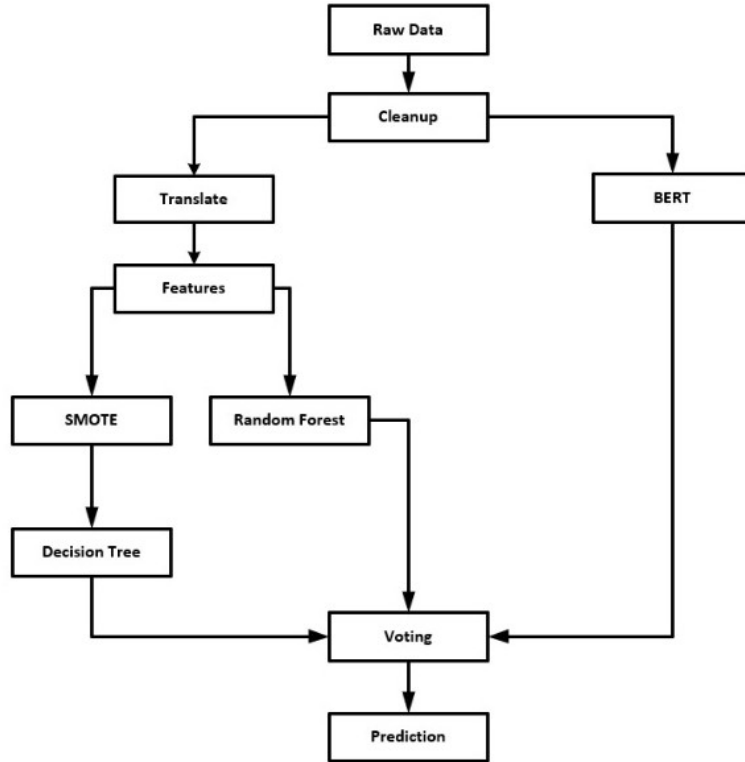 Raw Data
Cleanup
Translate
BERT
Features
SMOTE
Random Forest
Decision Tree
Voting
Prediction